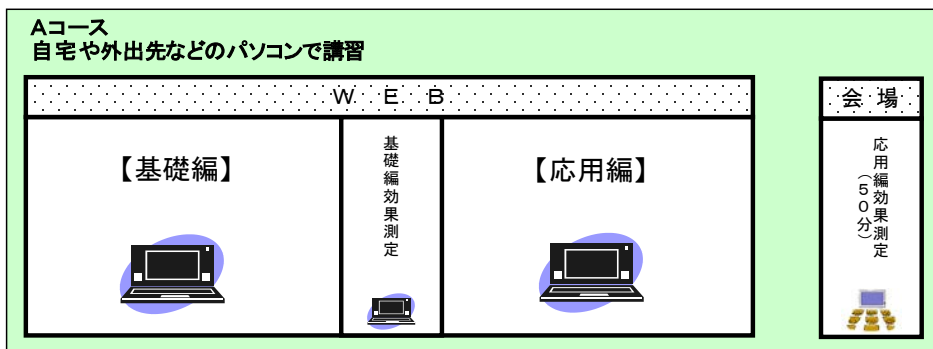 Aコース
自宅や外出先などのパソコンで講習
WEB
会場
【基礎編】
基礎編効果測定
【応用編】
応用編効果測定
(50分)